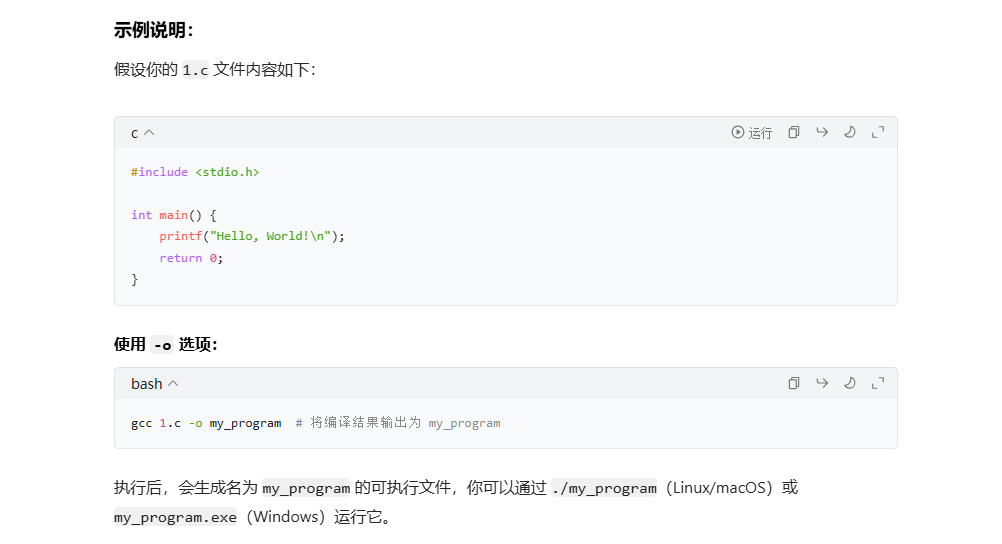 示例说明：
假设你的 1.c 文件内容如下：
c
运行
#include <stdio.h>
int main() {
    printf("Hello, World!\n");
    return 0;
}
使用 -o 选项：
bash
gcc 1.c -o my_program  # 将编译结果输出为 my_program
执行后，会生成名为 my_program 的可执行文件，你可以通过 ./my_program（Linux/macOS）或
my_program.exe（Windows）运行它。